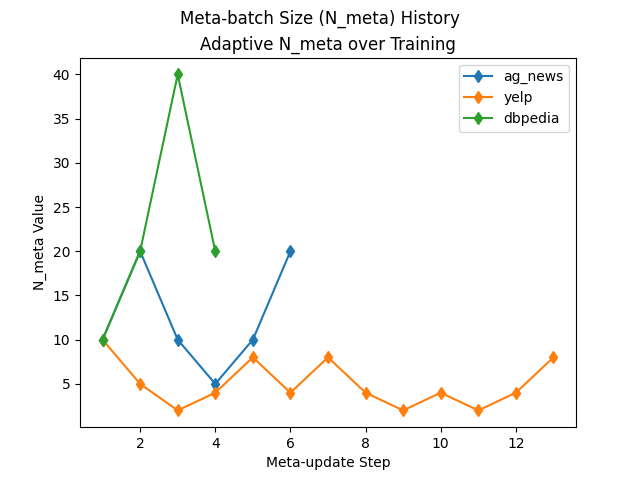 Meta-batch Size (N_meta) History
Adaptive N_meta over Training
40
35
30
25
20
15
10
5
N_meta Value
ag_news
yelp
dbpedia
2
4
6
8
10
12
Meta-update Step